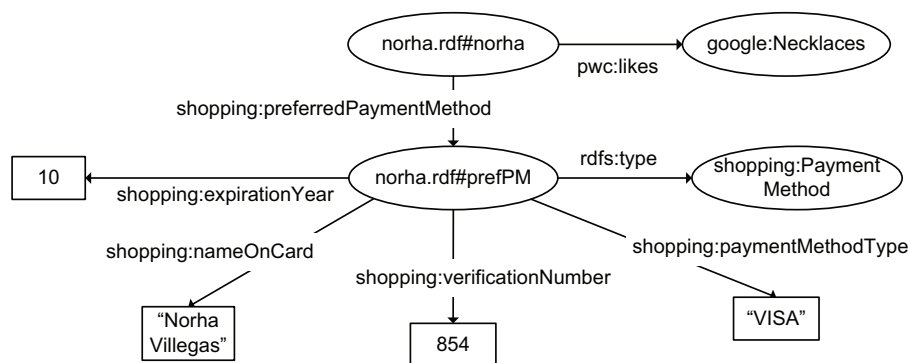 norha.rdf#norha
google:Necklaces
pwc:likes
shopping:preferredPaymentMethod
10
norha.rdf#prefPM
rdfs:type
shopping:Payment
Method
shopping:expirationYear
shopping:nameOnCard
shopping:paymentMethodType
shopping:verificationNumber
“Norha
Villegas”
854
“VISA”